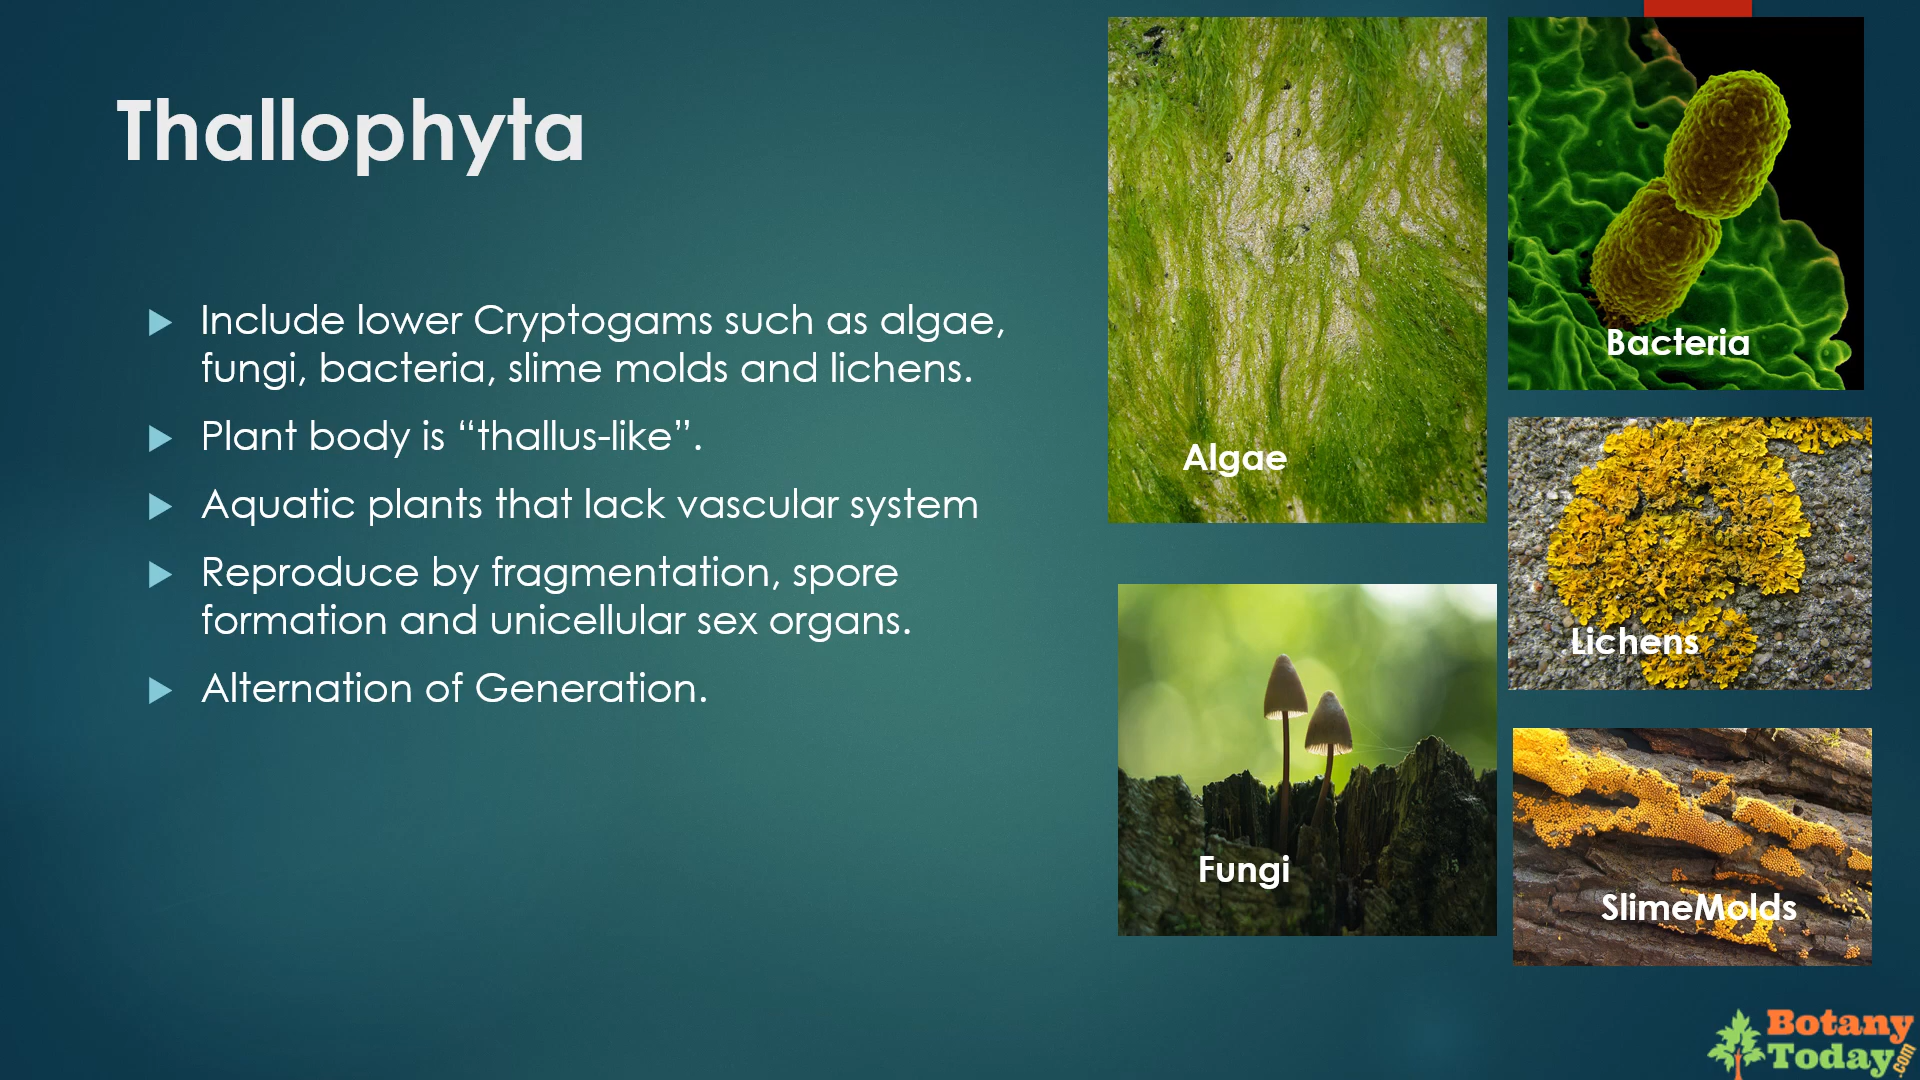 Thallophyta
Include lower Cryptogams such as algae,
fungi, bacteria, slime molds and lichens.
Plant body is “thallus-like”.
Aquatic plants that lack vascular system
Reproduce by fragmentation, spore
formation and unicellular sex organs.
Alternation of Generation.
Algae
Bacteria
Lichens
Fungi
SlimeMolds
Botany
Today.com